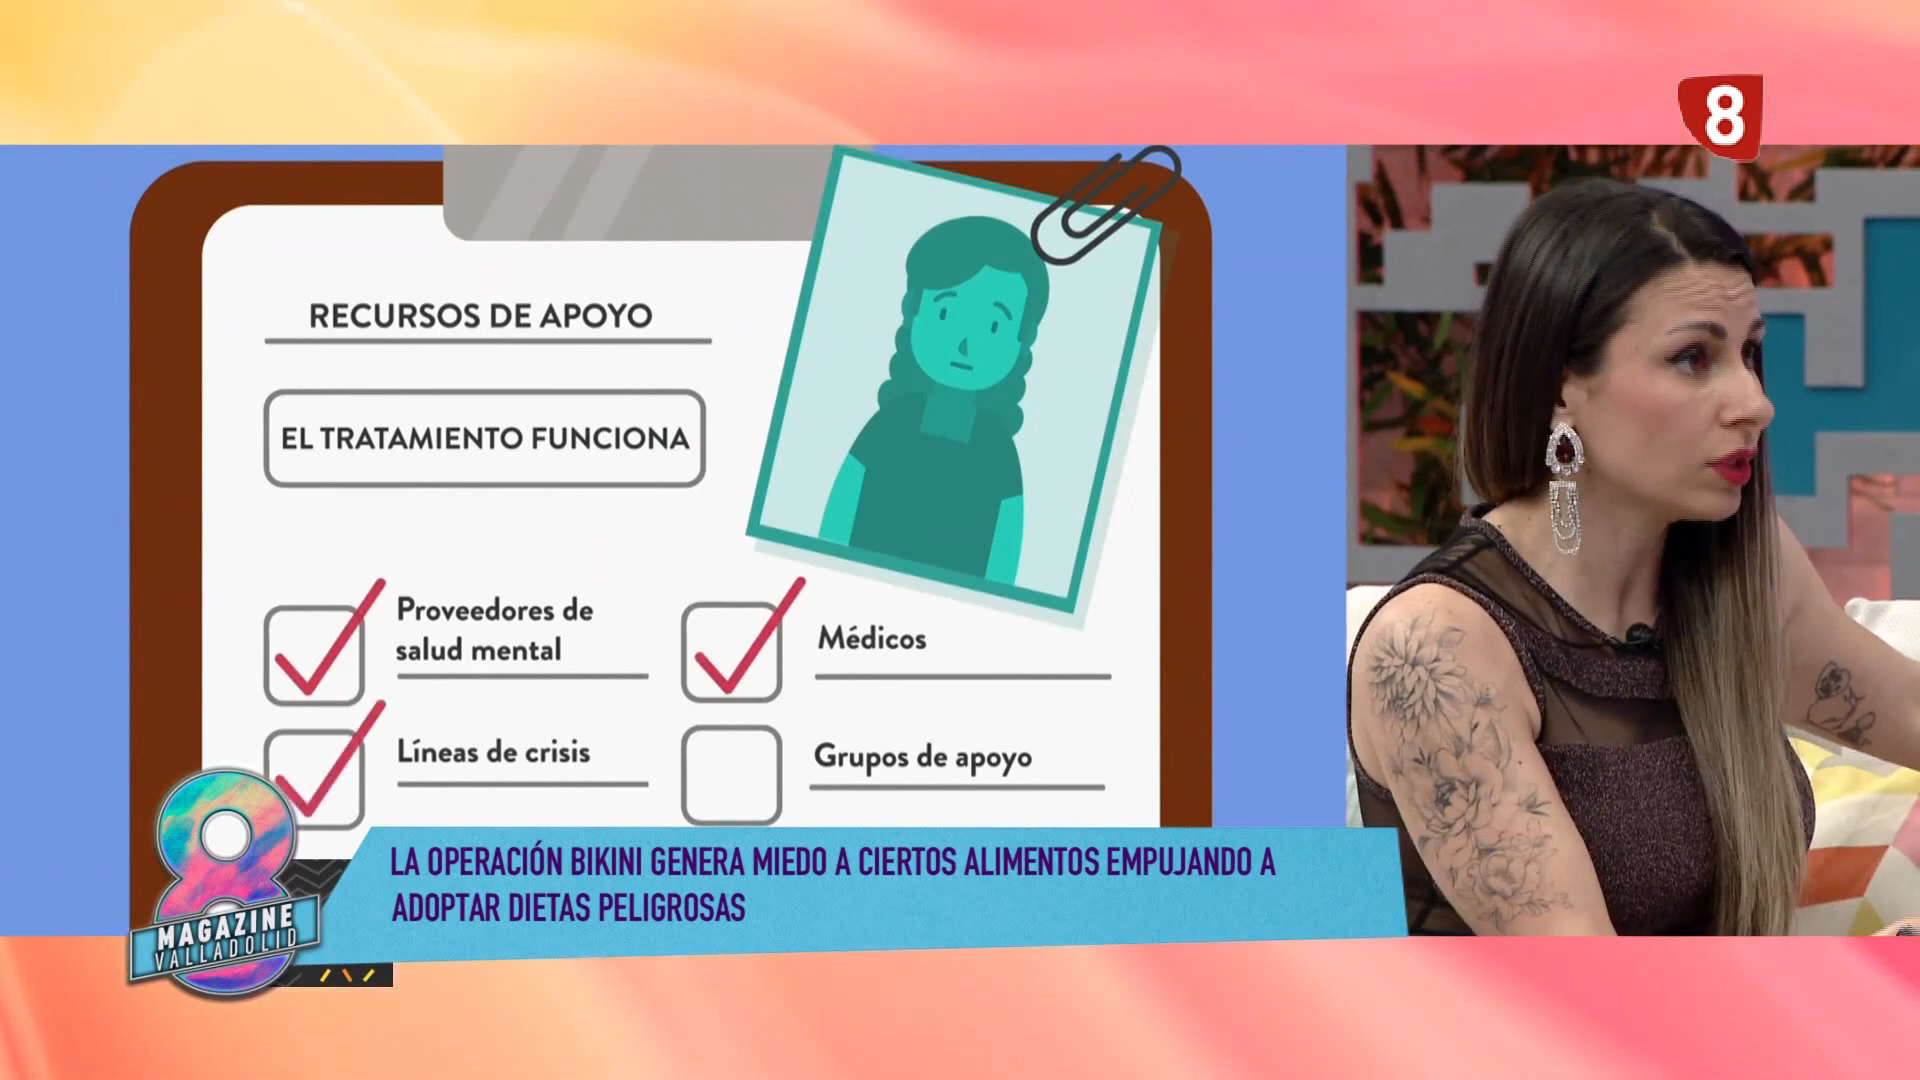 8
RECURSOS DE APOYO
EL TRATAMIENTO FUNCIONA
Proveedores de
salud mental
Médicos
Líneas de crisis
Grupos de apoyo
LA OPERACIÓN BIKINI GENERA MIEDO A CIERTOS ALIMENTOS EMPUJANDO A
ADOPTAR DIETAS PELIGROSAS
8
MAGAZINE
VALLADOLID